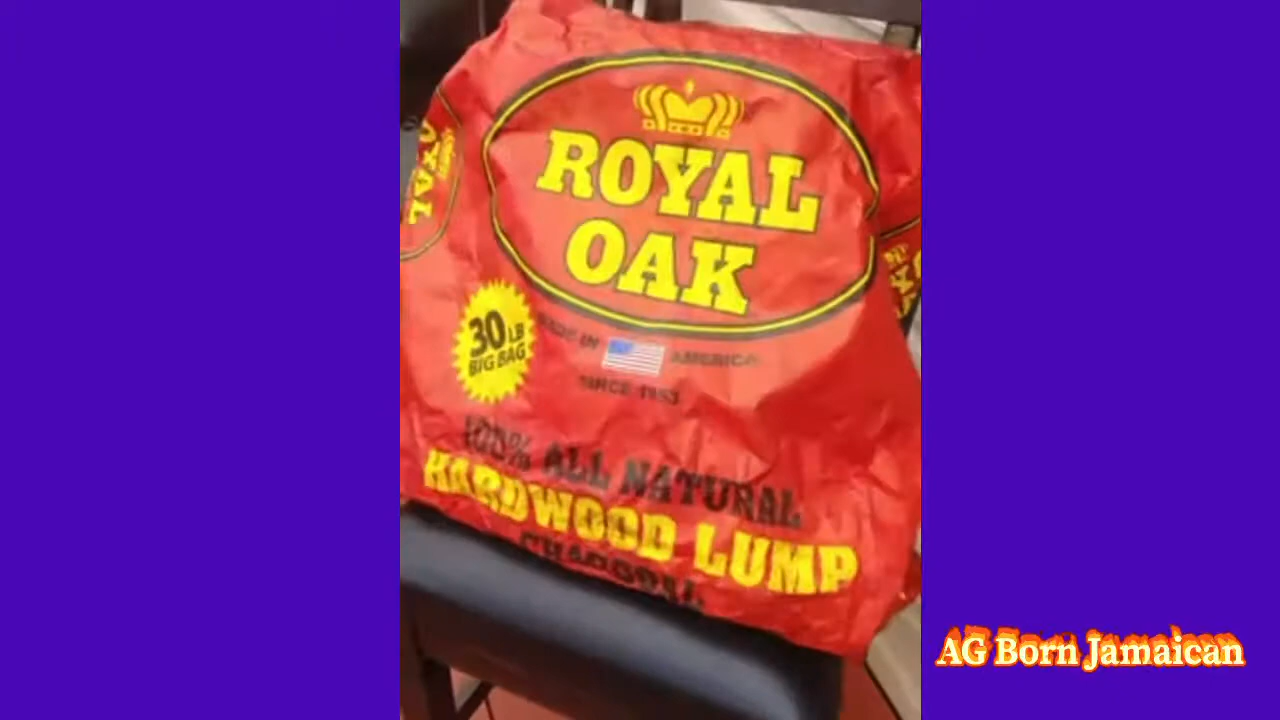 ROYAL
OAK
30 LB
BIG BAG
MADE IN AMERICA
SINCE 1953
100% ALL NATURAL
HARDWOOD LUMP
CHARCOAL
ROYAL
AG Born Jamaican